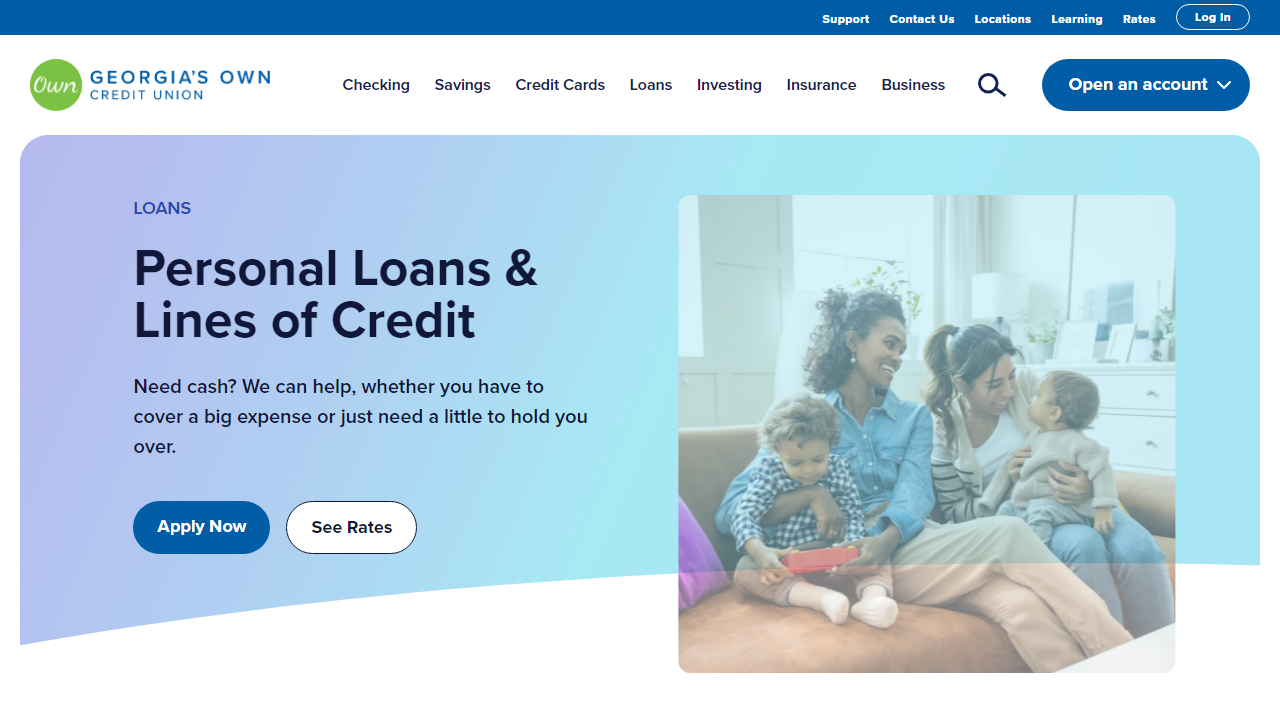 Support Contact Us Locations Learning Rates Log In
Own GEORGIA'S OWN
CREDIT UNION
Checking Savings Credit Cards Loans Investing Insurance Business Open an account
LOANS
Personal Loans &
Lines of Credit
Need cash? We can help, whether you have to
cover a big expense or just need a little to hold you
over.
Apply Now See Rates